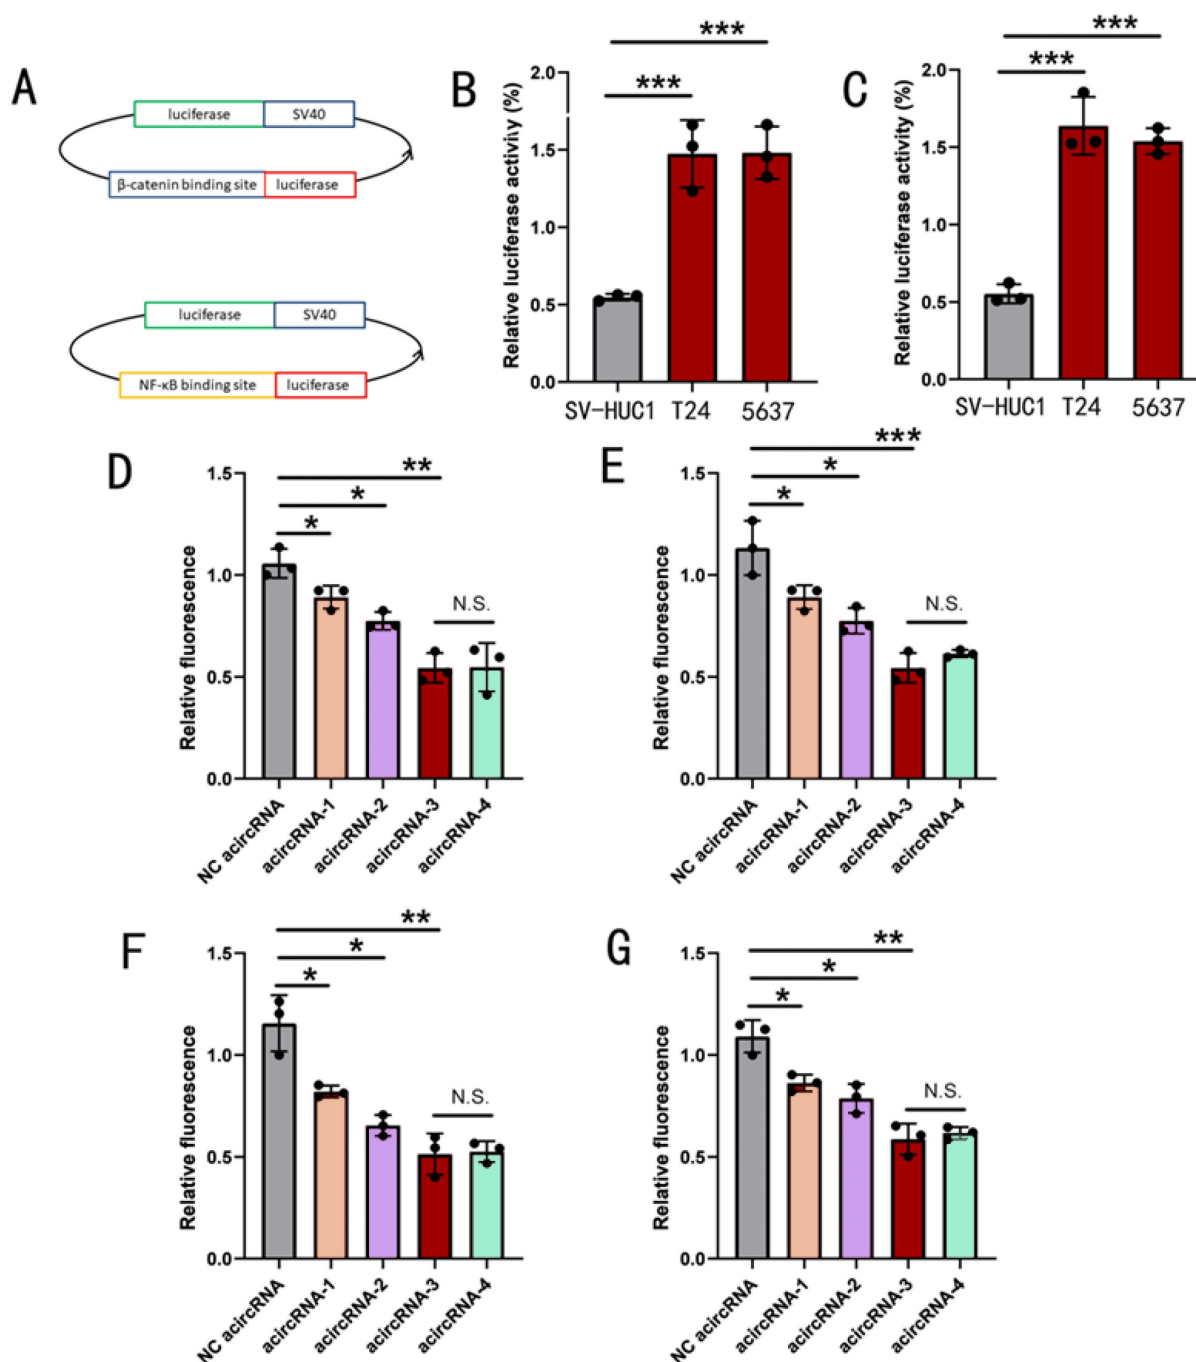 A
luciferase SV40
β-catenin binding site luciferase
luciferase SV40
NF-κB binding site luciferase
B
Relative luciferase activity (%)
2.0
1.5
1.0
0.5
0.0
***
***
SV-HUC1 T24 5637
C
Relative luciferase activity (%)
2.0
1.5
1.0
0.5
0.0
***
***
SV-HUC1 T24 5637
D
Relative fluorescence
1.5
1.0
0.5
0.0
**
*
*
N.S.
NC acircRNA
acircRNA-1
acircRNA-2
acircRNA-3
acircRNA-4
E
Relative fluorescence
1.5
1.0
0.5
0.0
***
*
*
N.S.
NC acircRNA
acircRNA-1
acircRNA-2
acircRNA-3
acircRNA-4
F
Relative fluorescence
1.5
1.0
0.5
0.0
**
*
*
N.S.
NC acircRNA
acircRNA-1
acircRNA-2
acircRNA-3
acircRNA-4
G
Relative fluorescence
1.5
1.0
0.5
0.0
**
*
*
N.S.
NC acircRNA
acircRNA-1
acircRNA-2
acircRNA-3
acircRNA-4